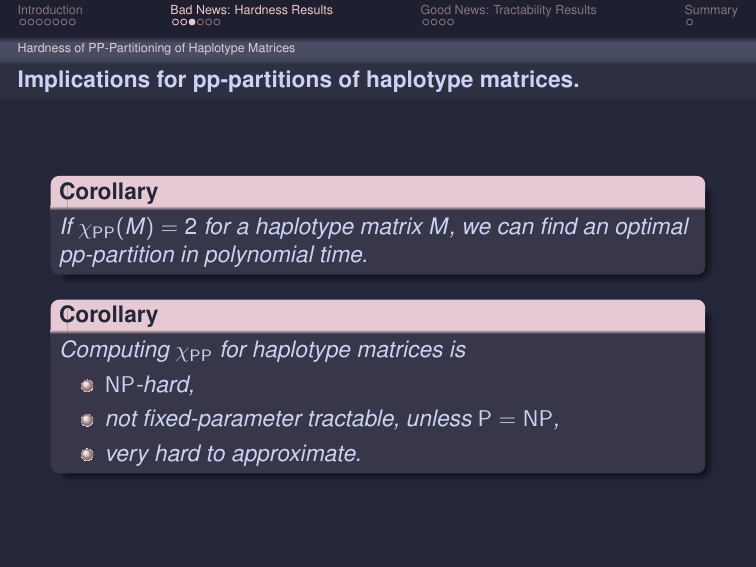 Introduction
Bad News: Hardness Results
Good News: Tractability Results
Summary
Hardness of PP-Partitioning of Haplotype Matrices
Implications for pp-partitions of haplotype matrices.
Corollary
If χPP(M) = 2 for a haplotype matrix M, we can find an optimal
pp-partition in polynomial time.
Corollary
Computing χPP for haplotype matrices is
NP-hard,
not fixed-parameter tractable, unless P = NP,
very hard to approximate.